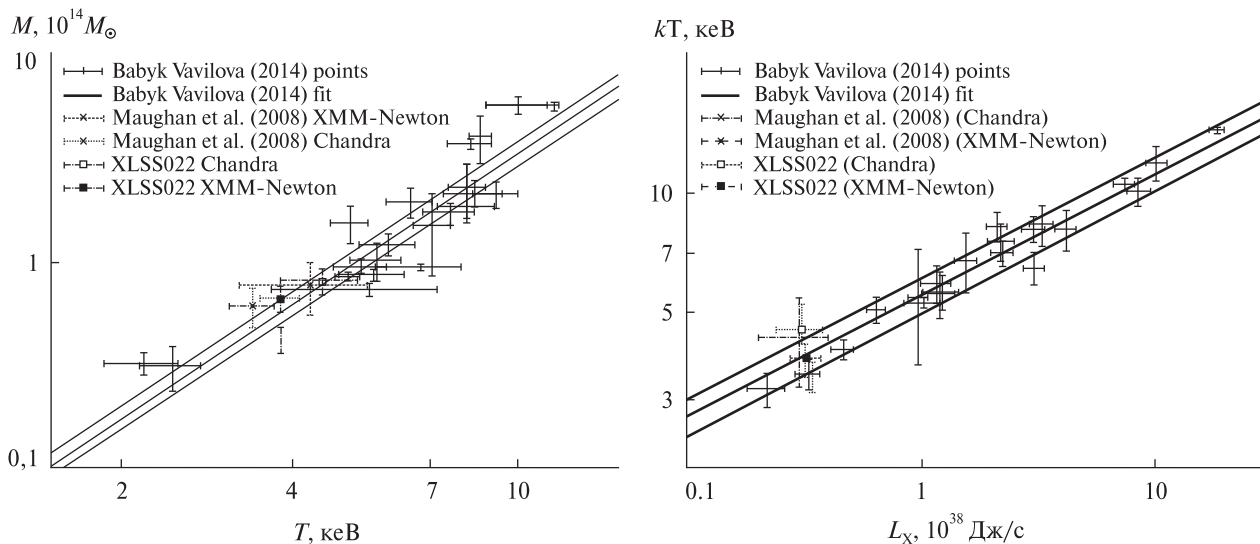 M, 10^14 M☉
10
Babyk Vavilova (2014) points
Babyk Vavilova (2014) fit
Maughan et al. (2008) XMM-Newton
Maughan et al. (2008) Chandra
XLSS022 Chandra
XLSS022 XMM-Newton
1
0,1
2 4 7 10
T, кеВ
kT, кеВ
Babyk Vavilova (2014) points
Babyk Vavilova (2014) fit
Maughan et al. (2008) (Chandra)
Maughan et al. (2008) (XMM-Newton)
XLSS022 (Chandra)
XLSS022 (XMM-Newton)
10
7
5
3
0.1 1 10
L_X, 10^38 Дж/с